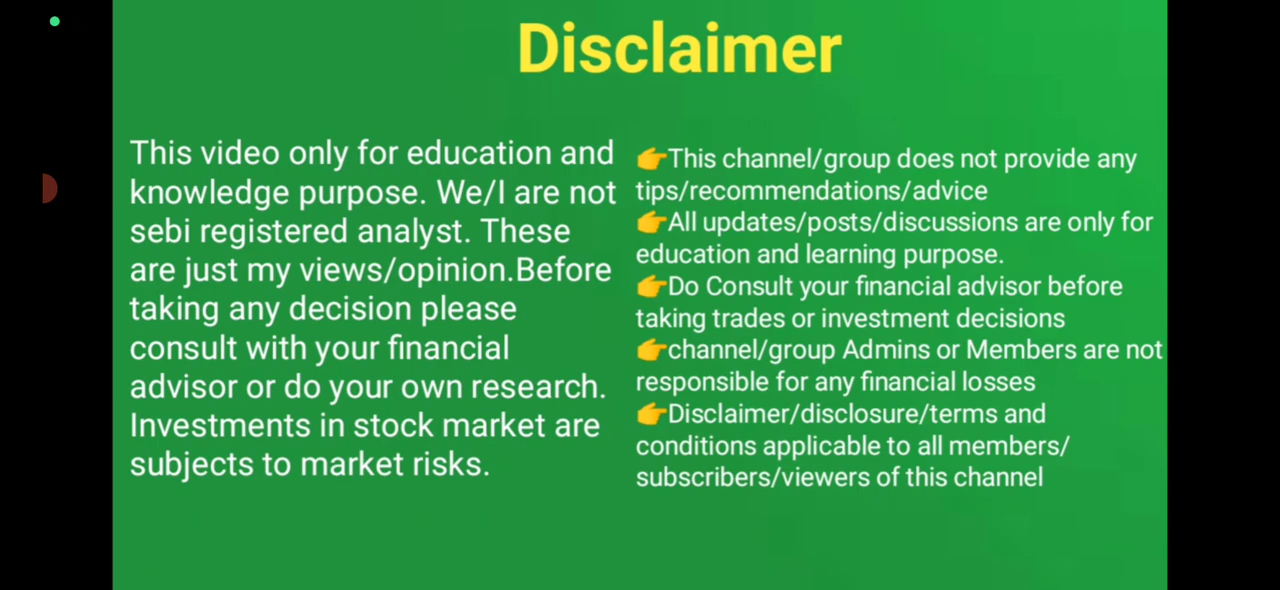 Disclaimer
This video only for education and
knowledge purpose. We/I are not
sebi registered analyst. These
are just my views/opinion.Before
taking any decision please
consult with your financial
advisor or do your own research.
Investments in stock market are
subjects to market risks.
👉This channel/group does not provide any
tips/recommendations/advice
👉All updates/posts/discussions are only for
education and learning purpose.
👉Do Consult your financial advisor before
taking trades or investment decisions
👉channel/group Admins or Members are not
responsible for any financial losses
👉Disclaimer/disclosure/terms and
conditions applicable to all members/
subscribers/viewers of this channel